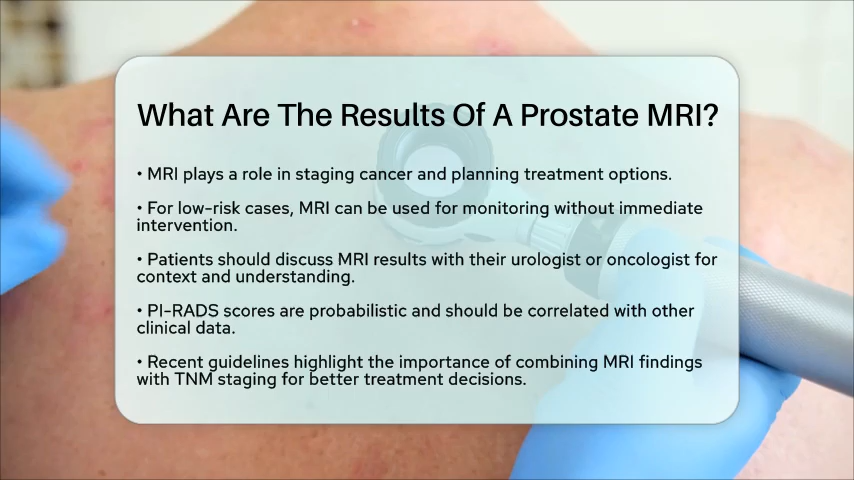 What Are The Results Of A Prostate MRI?
• MRI plays a role in staging cancer and planning treatment options.
• For low-risk cases, MRI can be used for monitoring without immediate
intervention.
• Patients should discuss MRI results with their urologist or oncologist for
context and understanding.
• PI-RADS scores are probabilistic and should be correlated with other
clinical data.
• Recent guidelines highlight the importance of combining MRI findings
with TNM staging for better treatment decisions.